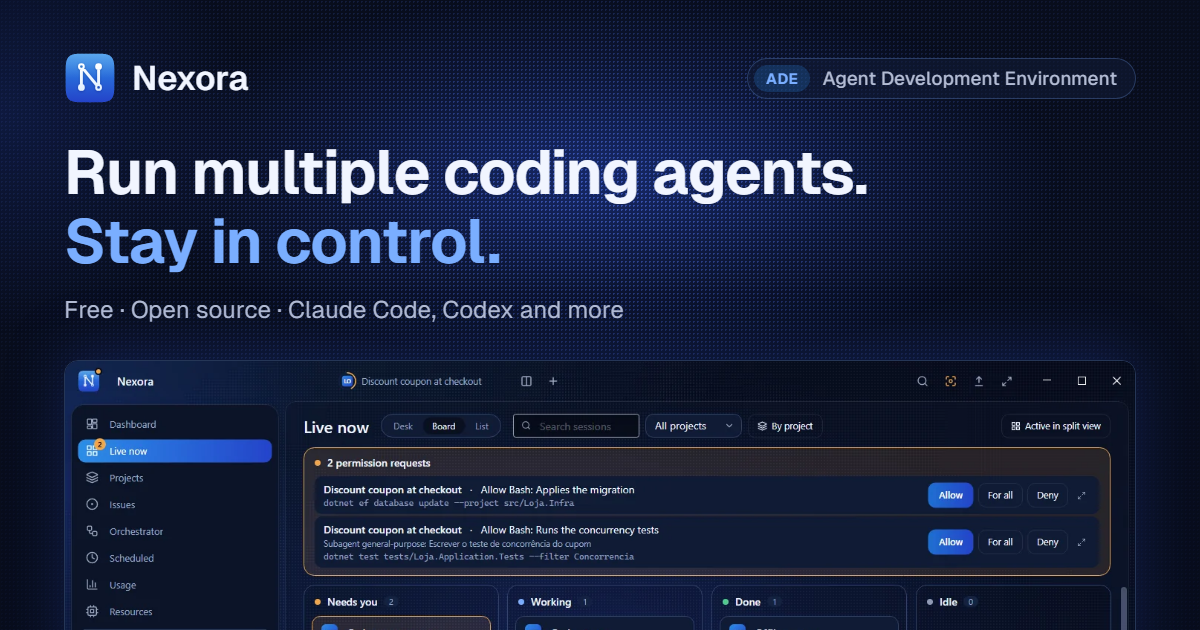 Nexora
ADE Agent Development Environment
Run multiple coding agents.
Stay in control.
Free · Open source · Claude Code, Codex and more
Nexora
LO Discount coupon at checkout
Dashboard
2
Live now
Projects
Issues
Orchestrator
Scheduled
Usage
Resources
Live now
Desk Board List
Search sessions
All projects
By project
Active in split view
2 permission requests
Discount coupon at checkout · Allow Bash: Applies the migration
dotnet ef database update --project src/Loja.Infra
Allow For all Deny
Discount coupon at checkout · Allow Bash: Runs the concurrency tests
Subagent general-purpose: Escrever o teste de concorrência do cupom
dotnet test tests/Loja.Application.Tests --filter Concorrencia
Allow For all Deny
Needs you 2
Working 1
Done 1
Idle 0